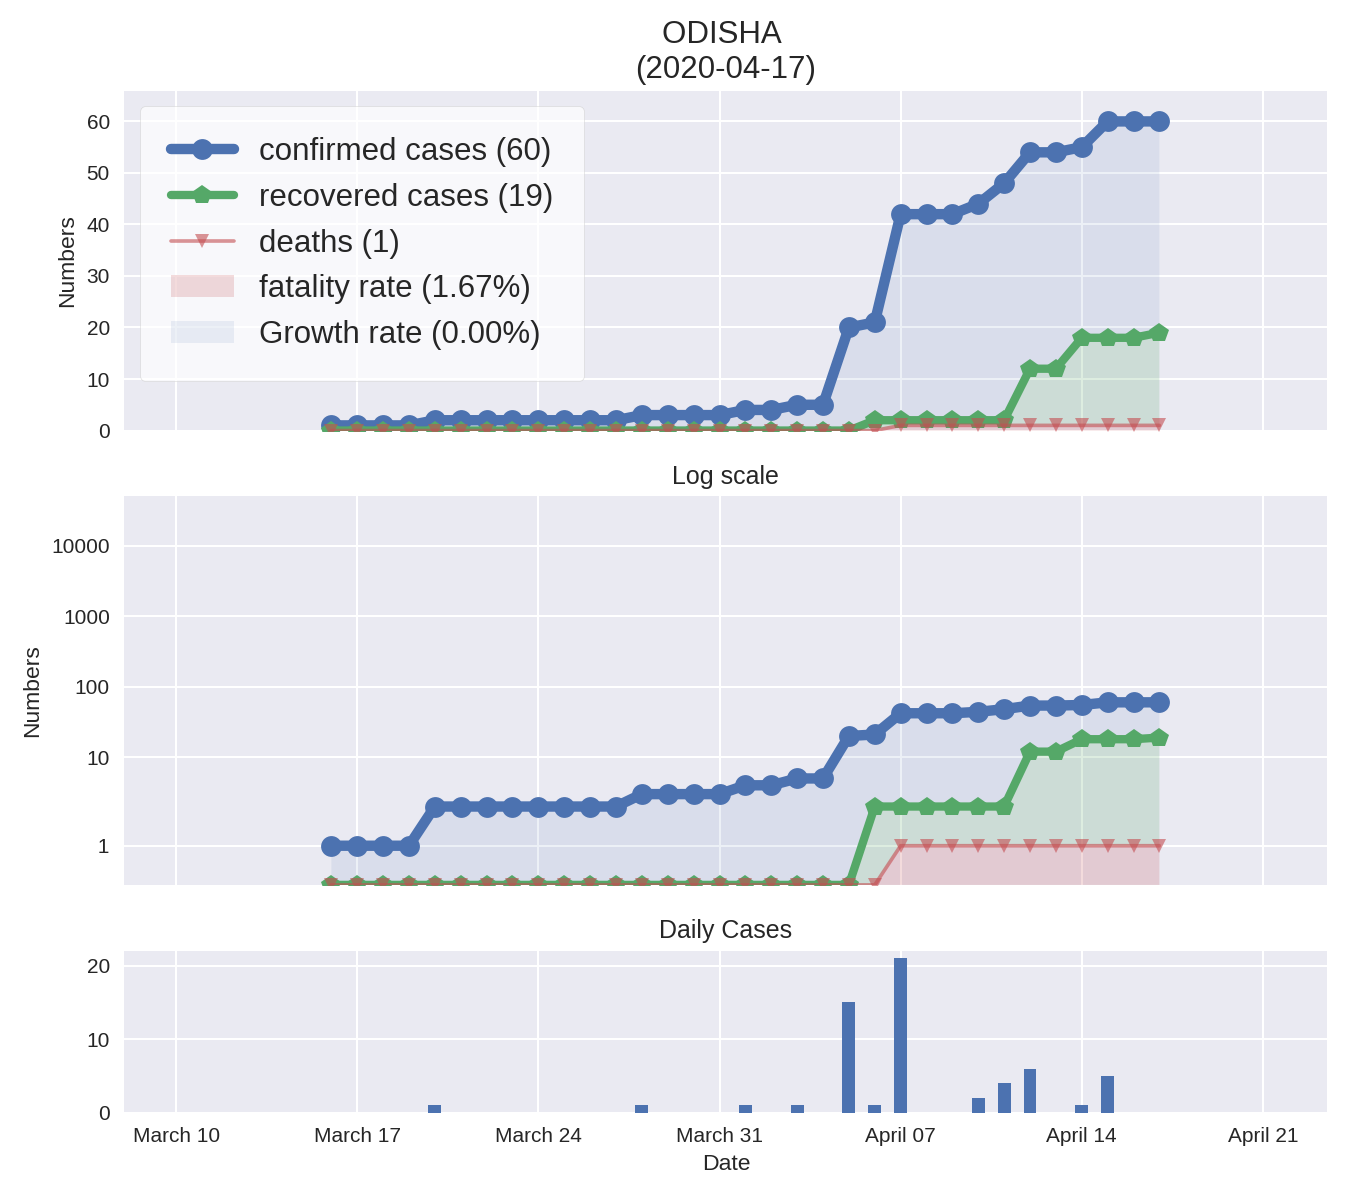 ODISHA
(2020-04-17)
60
50
40
30
20
10
0
Numbers
confirmed cases (60)
recovered cases (19)
deaths (1)
fatality rate (1.67%)
Growth rate (0.00%)
Log scale
10000
1000
100
10
1
Numbers
Daily Cases
20
10
0
March 10 March 17 March 24 March 31 April 07 April 14 April 21
Date